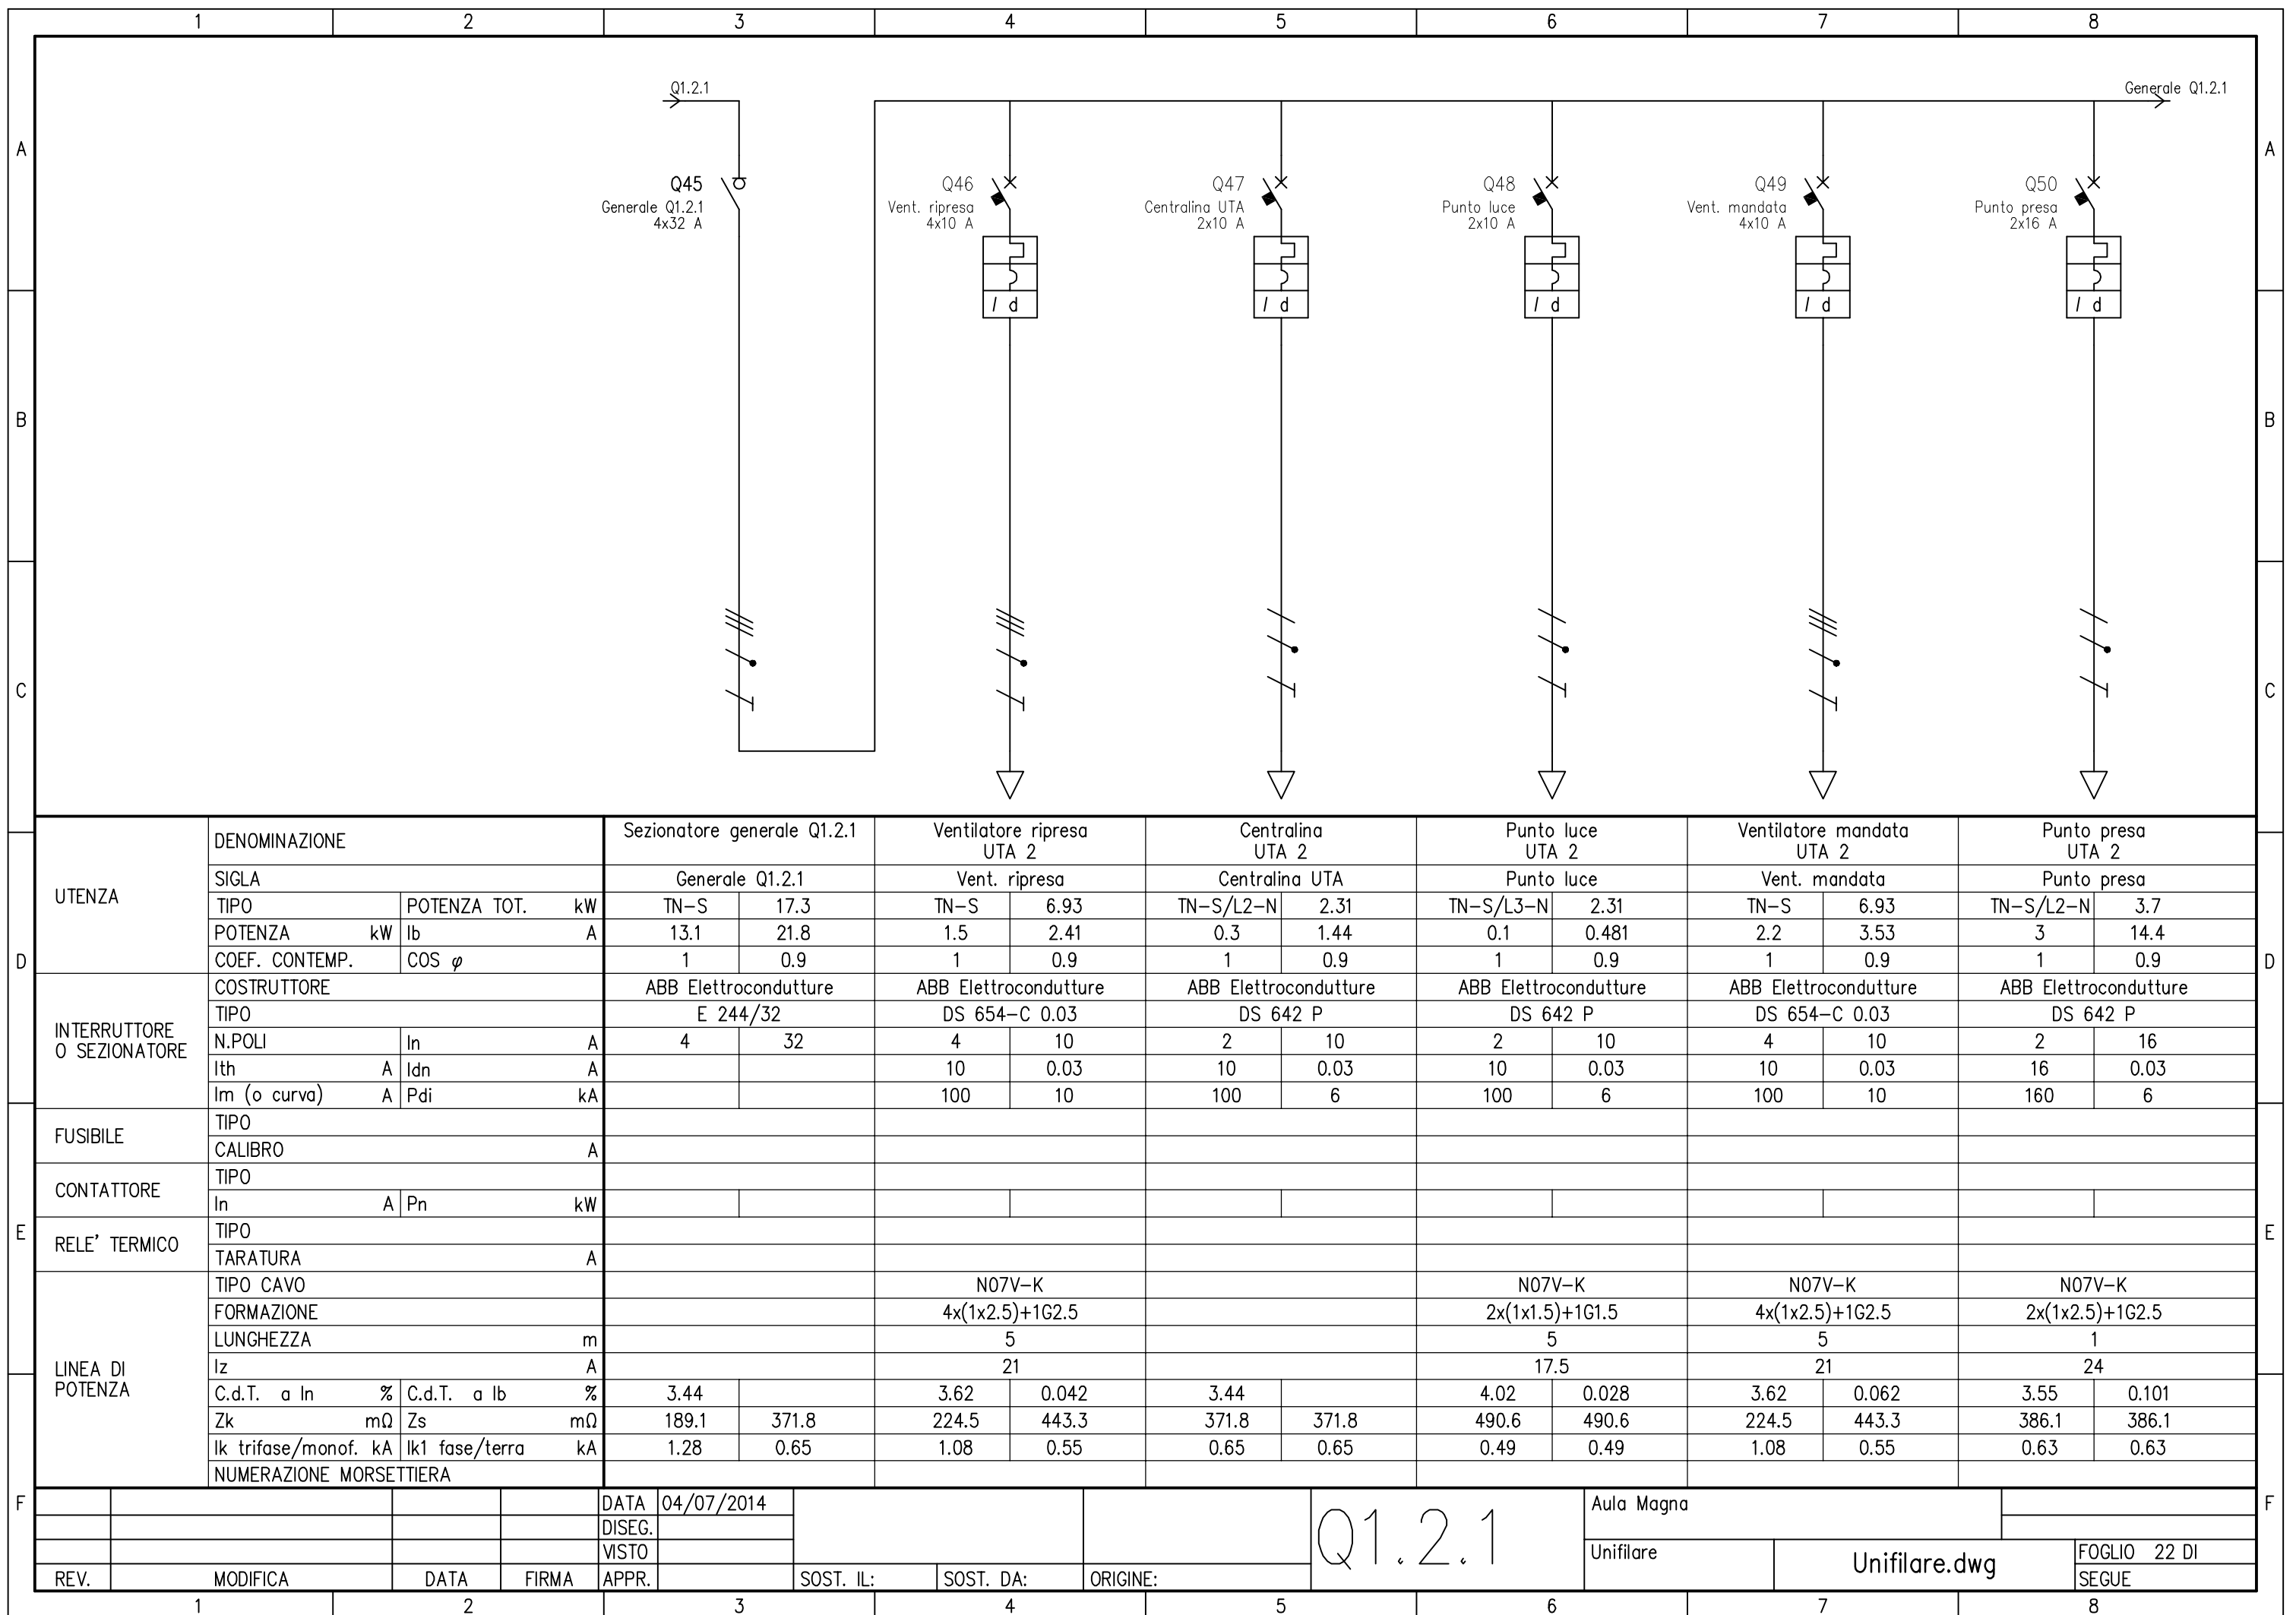 1 2 3 4 5 6 7 8
Q1.2.1
Generale Q1.2.1
A
A
Q45
Generale Q1.2.1
4x32 A
Q46
Vent. ripresa
4x10 A
Q47
Centralina UTA
2x10 A
Q48
Punto luce
2x10 A
Q49
Vent. mandata
4x10 A
Q50
Punto presa
2x16 A
I d
I d
I d
I d
I d
B
B
C
C
D
D
E
E
F
F
UTENZA
DENOMINAZIONE
Sezionatore generale Q1.2.1
Ventilatore ripresa
UTA 2
Centralina
UTA 2
Punto luce
UTA 2
Ventilatore mandata
UTA 2
Punto presa
UTA 2
SIGLA Generale Q1.2.1 Vent. ripresa Centralina UTA Punto luce Vent. mandata Punto presa
TIPO POTENZA TOT. kW TN-S 17.3 TN-S 6.93 TN-S/L2-N 2.31 TN-S/L3-N 2.31 TN-S 6.93 TN-S/L2-N 3.7
POTENZA kW Ib A 13.1 21.8 1.5 2.41 0.3 1.44 0.1 0.481 2.2 3.53 3 14.4
COEF. CONTEMP. COS φ 1 0.9 1 0.9 1 0.9 1 0.9 1 0.9 1 0.9
INTERRUTTORE
O SEZIONATORE
COSTRUTTORE ABB Elettrocondutture ABB Elettrocondutture ABB Elettrocondutture ABB Elettrocondutture ABB Elettrocondutture ABB Elettrocondutture
TIPO E 244/32 DS 654-C 0.03 DS 642 P DS 642 P DS 654-C 0.03 DS 642 P
N.POLI In A 4 32 4 10 2 10 2 10 4 10 2 16
Ith A Idn A 10 0.03 10 0.03 10 0.03 10 0.03 16 0.03
Im (o curva) A Pdi kA 100 10 100 6 100 6 100 10 160 6
FUSIBILE
TIPO
CALIBRO A
CONTATTORE
TIPO
In A Pn kW
RELE' TERMICO
TIPO
TARATURA A
LINEA DI
POTENZA
TIPO CAVO N07V-K N07V-K N07V-K N07V-K
FORMAZIONE 4x(1x2.5)+1G2.5 2x(1x1.5)+1G1.5 4x(1x2.5)+1G2.5 2x(1x2.5)+1G2.5
LUNGHEZZA m 5 5 5 1
Iz A 21 17.5 21 24
C.d.T. a In % C.d.T. a Ib % 3.44 3.62 0.042 3.44 4.02 0.028 3.62 0.062 3.55 0.101
Zk mΩ Zs mΩ 189.1 371.8 224.5 443.3 371.8 371.8 490.6 490.6 224.5 443.3 386.1 386.1
Ik trifase/monof. kA Ik1 fase/terra kA 1.28 0.65 1.08 0.55 0.65 0.65 0.49 0.49 1.08 0.55 0.63 0.63
NUMERAZIONE MORSETTIERA
DATA 04/07/2014
DISEG.
VISTO
REV. MODIFICA DATA FIRMA APPR. SOST. IL: SOST. DA: ORIGINE:
Q1.2.1
Aula Magna
Unifilare
Unifilare.dwg
FOGLIO 22 DI
SEGUE
1 2 3 4 5 6 7 8